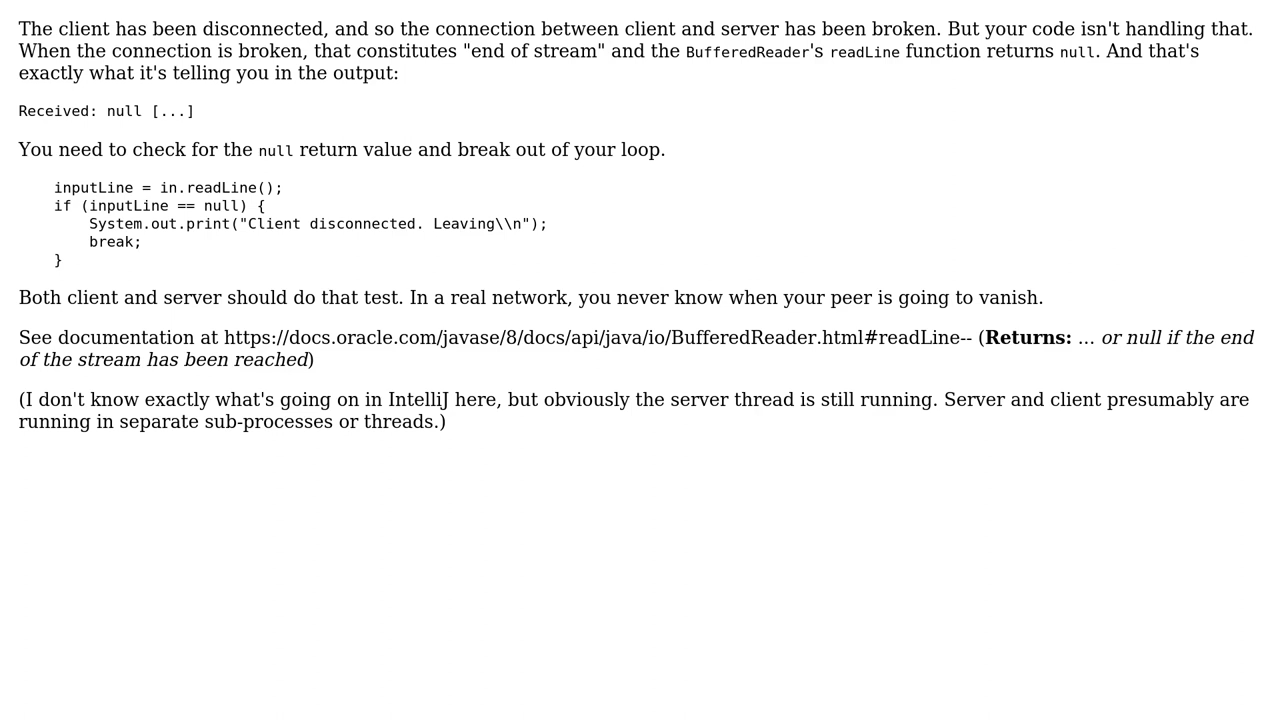 The client has been disconnected, and so the connection between client and server has been broken. But your code isn't handling that.
When the connection is broken, that constitutes "end of stream" and the BufferedReader's readLine function returns null. And that's
exactly what it's telling you in the output:
Received: null [...]
You need to check for the null return value and break out of your loop.
    inputLine = in.readLine();
    if (inputLine == null) {
        System.out.print("Client disconnected. Leaving\\n");
        break;
    }
Both client and server should do that test. In a real network, you never know when your peer is going to vanish.
See documentation at https://docs.oracle.com/javase/8/docs/api/java/io/BufferedReader.html#readLine-- (Returns: ... or null if the end
of the stream has been reached)
(I don't know exactly what's going on in IntelliJ here, but obviously the server thread is still running. Server and client presumably are
running in separate sub-processes or threads.)